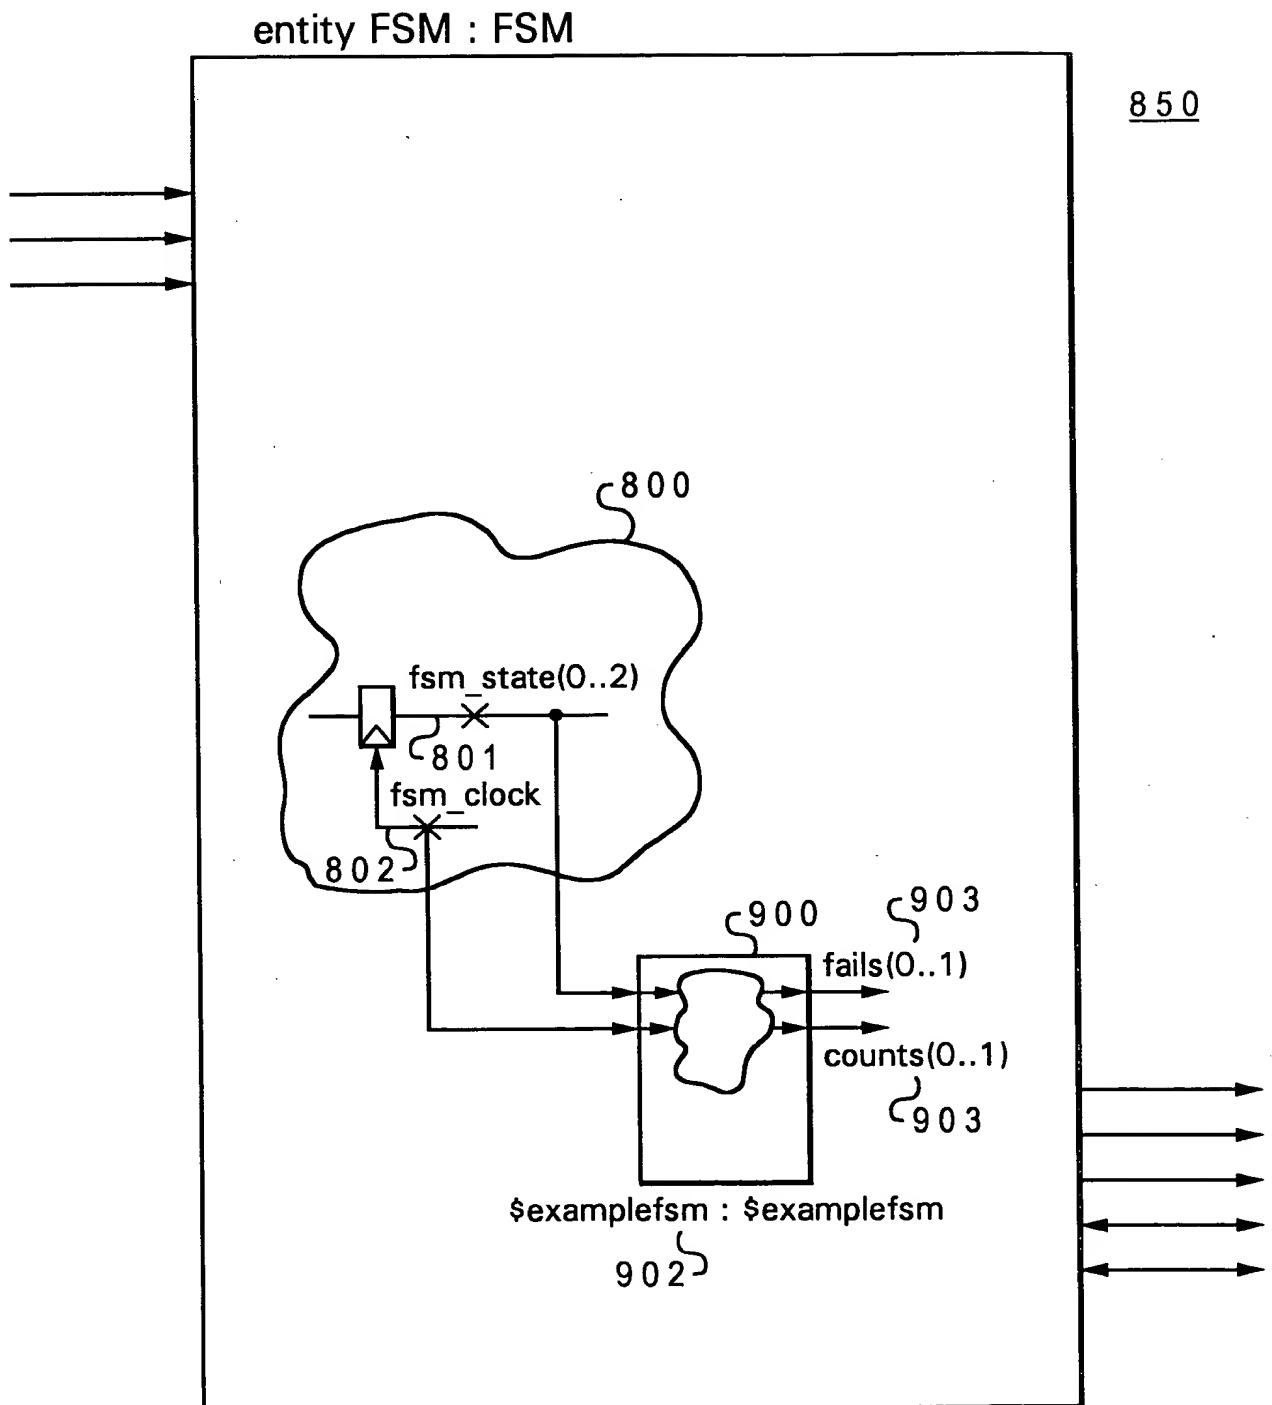 entity FSM : FSM
850
800
fsm_state(0..2)
801
fsm_clock
802
903
900
fails(0..1)
counts(0..1)
903
$examplefsm : $examplefsm
902